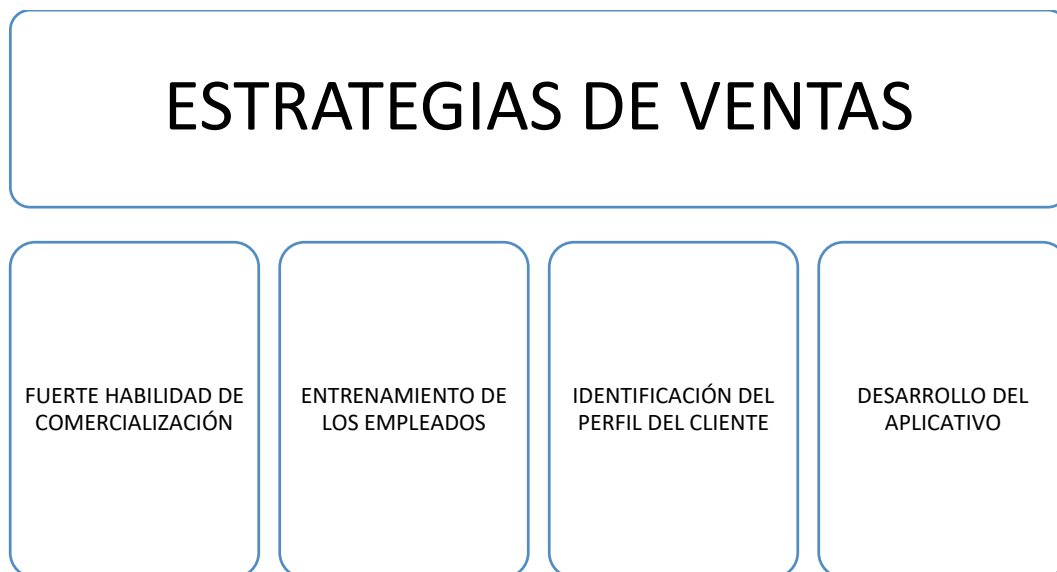 ESTRATEGIAS DE VENTAS
FUERTE HABILIDAD DE
COMERCIALIZACIÓN
ENTRENAMIENTO DE
LOS EMPLEADOS
IDENTIFICACIÓN DEL
PERFIL DEL CLIENTE
DESARROLLO DEL
APLICATIVO